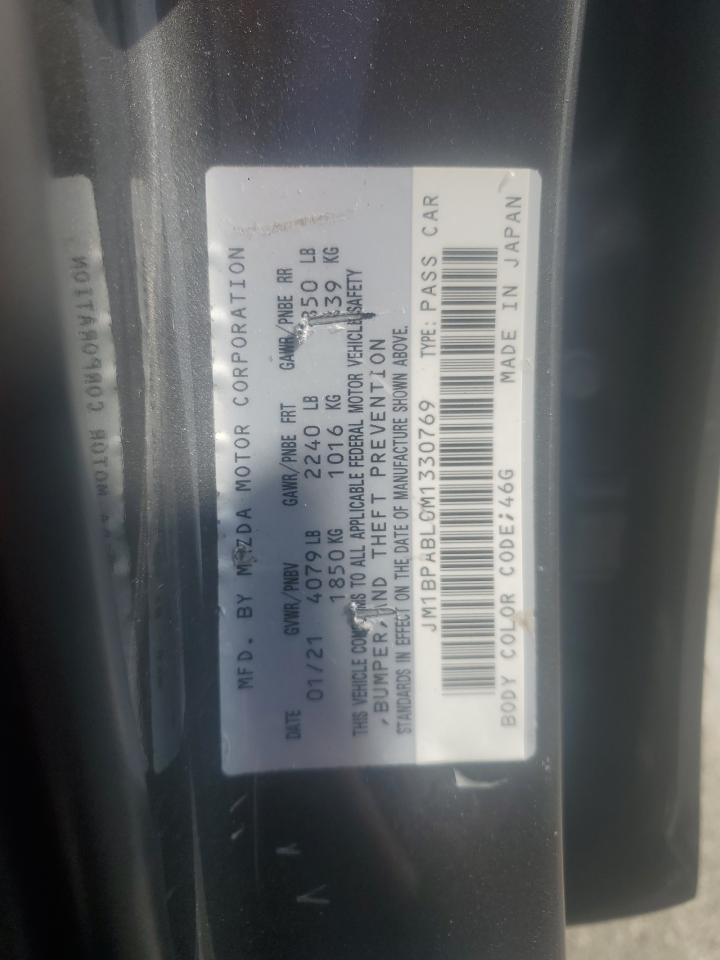 MFD. BY MAZDA MOTOR CORPORATION
DATE GVWR/PNBV GAWR/PNBE FRT GAWR/PNBE RR
01/21 4079 LB 2240 LB LB
1850 KG 1016 KG KG
THIS VEHICLE TO ALL APPLICABLE FEDERAL MOTOR VEHICLE SAFETY
,BUMPER, AND THEFT PREVENTION
STANDARDS IN EFFECT ON THE DATE OF MANUFACTURE SHOWN ABOVE.
JM1BPABL0M1330769 TYPE: PASS CAR
BODY COLOR CODE;46G MADE IN JAPAN